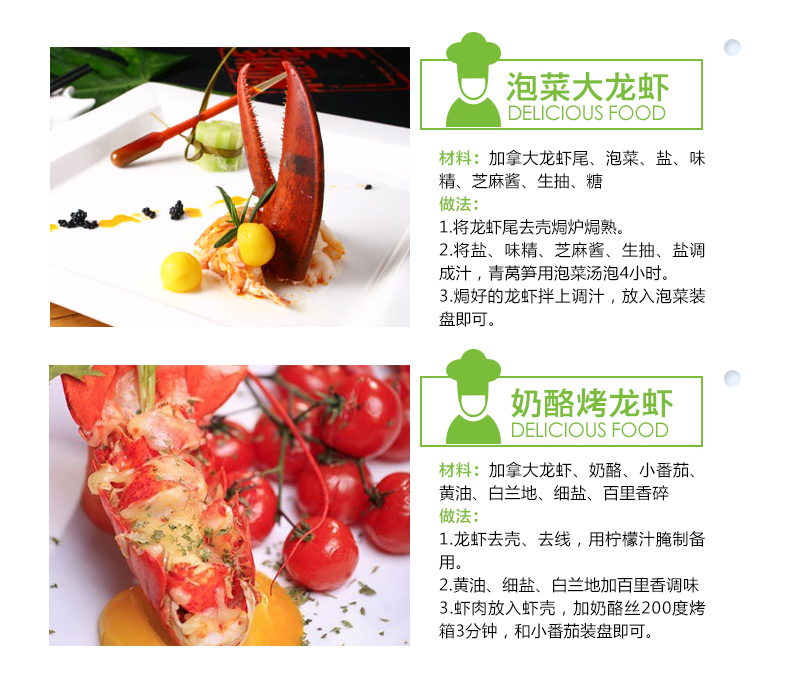 泡菜大龙虾
DELICIOUS FOOD
材料：加拿大龙虾尾、泡菜、盐、味
精、芝麻酱、生抽、糖
做法：
1.将龙虾尾去壳焗炉焗熟。
2.将盐、味精、芝麻酱、生抽、盐调
成汁，青莴笋用泡菜汤泡4小时。
3.焗好的龙虾拌上调汁，放入泡菜装
盘即可。
奶酪烤龙虾
DELICIOUS FOOD
材料：加拿大龙虾、奶酪、小番茄、
黄油、白兰地、细盐、百里香碎
做法：
1.龙虾去壳、去线，用柠檬汁腌制备
用。
2.黄油、细盐、白兰地加百里香调味
3.虾肉放入虾壳，加奶酪丝200度烤
箱3分钟，和小番茄装盘即可。